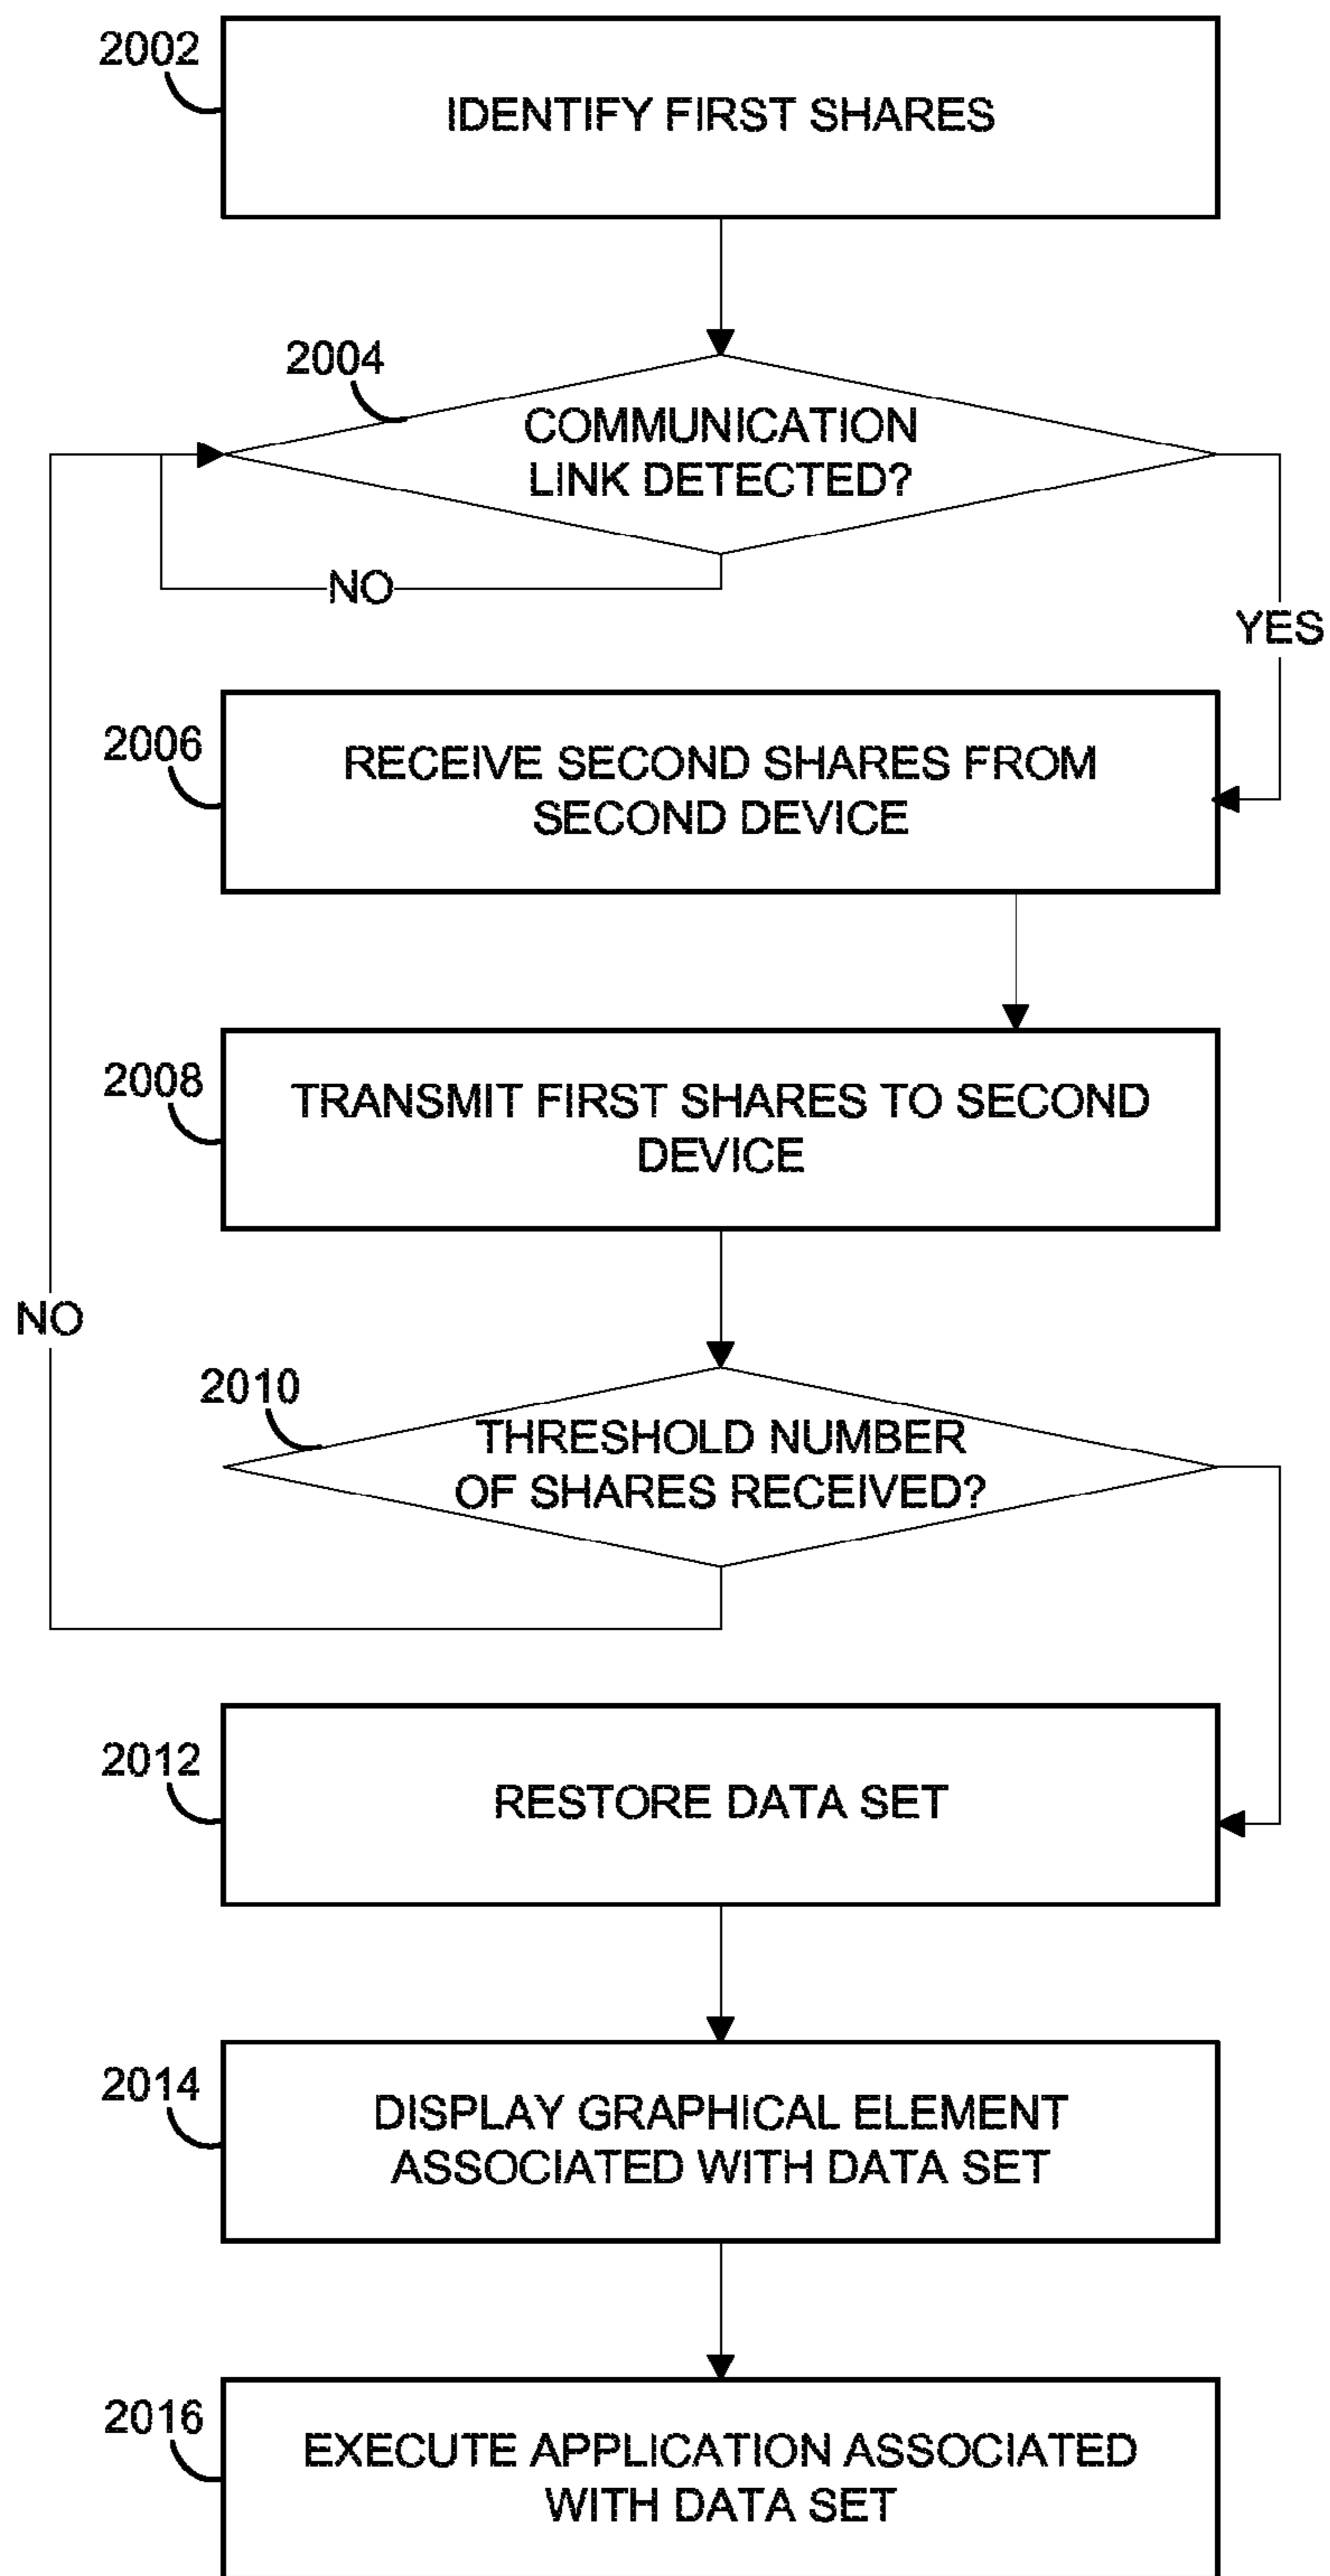 2002
IDENTIFY FIRST SHARES
2004
COMMUNICATION
LINK DETECTED?
NO
YES
2006
RECEIVE SECOND SHARES FROM
SECOND DEVICE
2008
TRANSMIT FIRST SHARES TO SECOND
DEVICE
NO
2010
THRESHOLD NUMBER
OF SHARES RECEIVED?
2012
RESTORE DATA SET
2014
DISPLAY GRAPHICAL ELEMENT
ASSOCIATED WITH DATA SET
2016
EXECUTE APPLICATION ASSOCIATED
WITH DATA SET